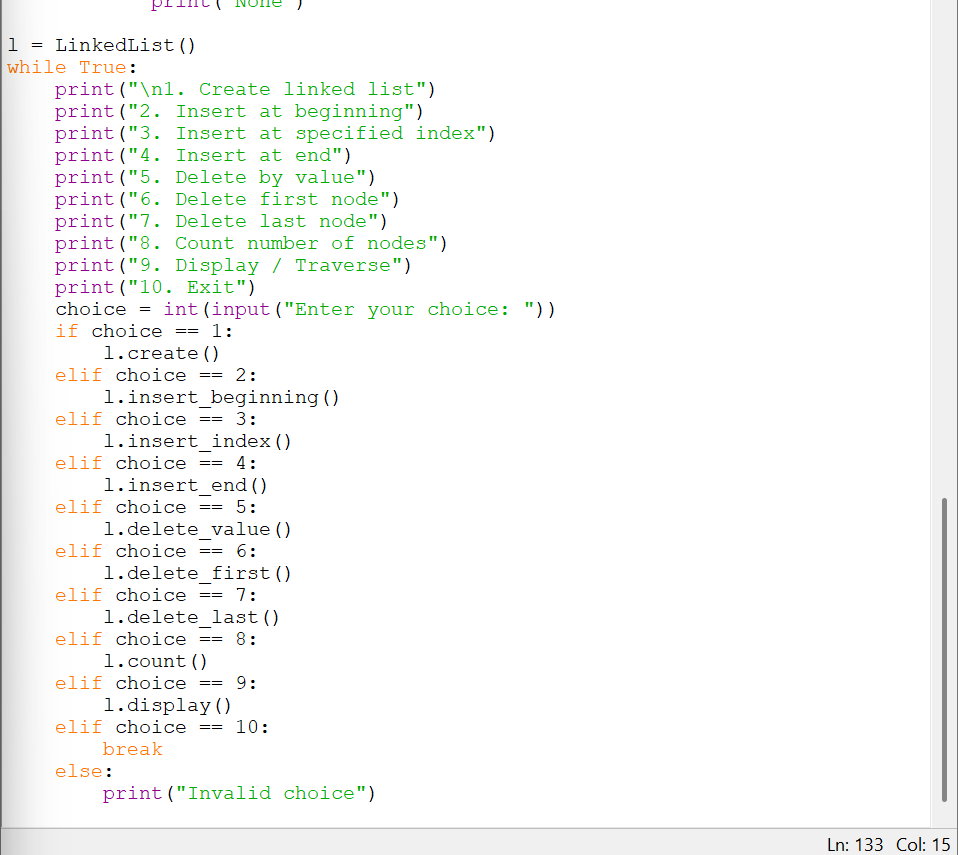 print("None")
l = LinkedList()
while True:
    print("\n1. Create linked list")
    print("2. Insert at beginning")
    print("3. Insert at specified index")
    print("4. Insert at end")
    print("5. Delete by value")
    print("6. Delete first node")
    print("7. Delete last node")
    print("8. Count number of nodes")
    print("9. Display / Traverse")
    print("10. Exit")
    choice = int(input("Enter your choice: "))
    if choice == 1:
        l.create()
    elif choice == 2:
        l.insert_beginning()
    elif choice == 3:
        l.insert_index()
    elif choice == 4:
        l.insert_end()
    elif choice == 5:
        l.delete_value()
    elif choice == 6:
        l.delete_first()
    elif choice == 7:
        l.delete_last()
    elif choice == 8:
        l.count()
    elif choice == 9:
        l.display()
    elif choice == 10:
        break
    else:
        print("Invalid choice")
Ln: 133 Col: 15